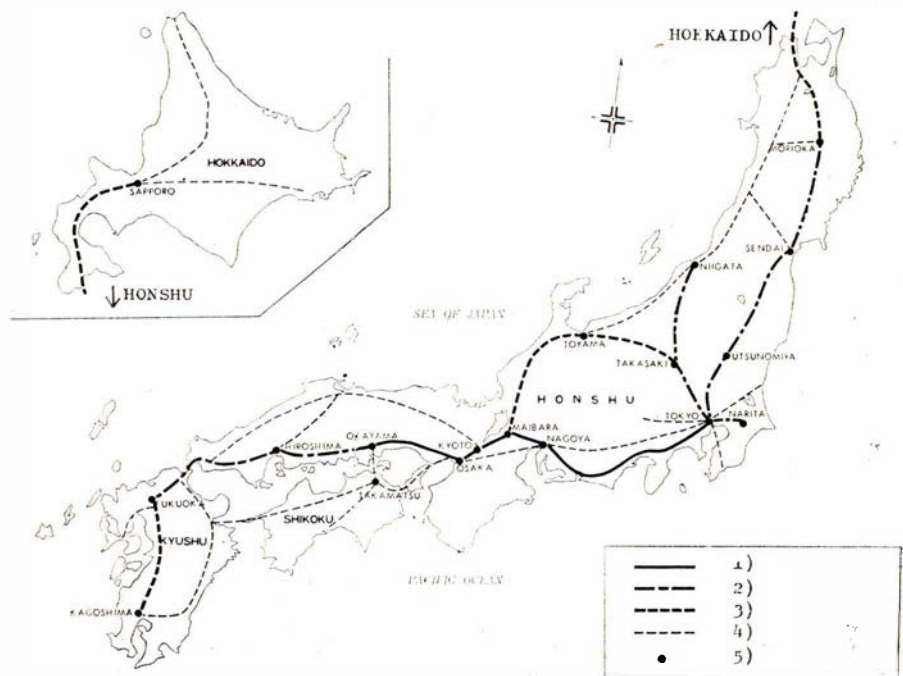 HOKKAIDO
HOKKAIDO
SAPPORO
HONSHU
MORIOKA
SENDAI
NIIGATA
SEA OF JAPAN
TOYAMA
TAKASAKI
UTSUNOMIYA
HONSHU
TOKYO
NARITA
MAIBARA
NAGOYA
KYOTO
OKAYAMA
HIROSHIMA
OSAKA
TAKAMATSU
UKUOKA
SHIKOKU
KYUSHU
PACIFIC OCEAN
KAGOSHIMA
1)
2)
3)
4)
5)